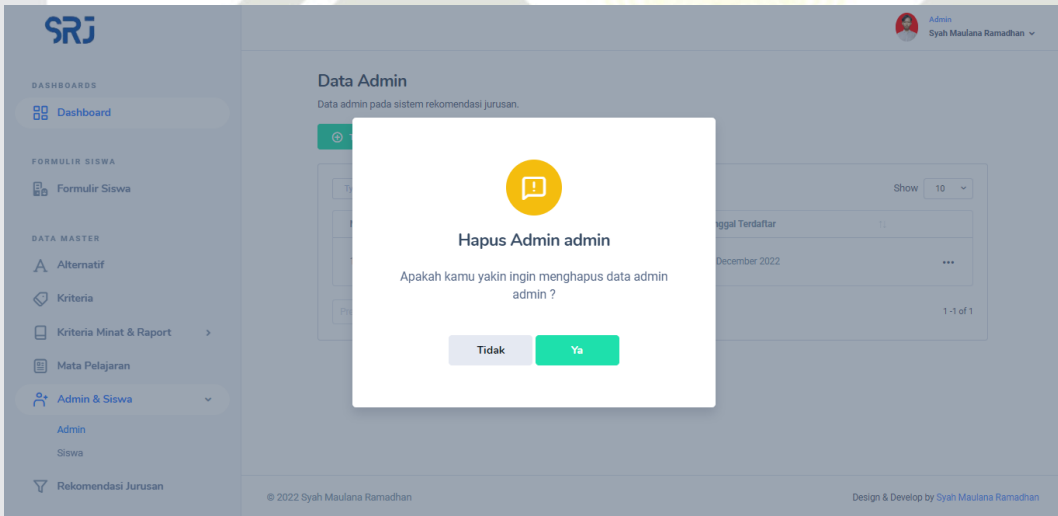 SRJ
Admin
Syah Maulana Ramadhan
DASHBOARDS
Dashboard
FORMULIR SISWA
Formulir Siswa
DATA MASTER
Alternatif
Kriteria
Kriteria Minat & Raport
Mata Pelajaran
Admin & Siswa
Admin
Siswa
Rekomendasi Jurusan
Data Admin
Data admin pada sistem rekomendasi jurusan.
Show 10
Terdaftar
December 2022
1 -1 of 1
Hapus Admin admin
Apakah kamu yakin ingin menghapus data admin
admin ?
Tidak
Ya
© 2022 Syah Maulana Ramadhan
Design & Develop by Syah Maulana Ramadhan